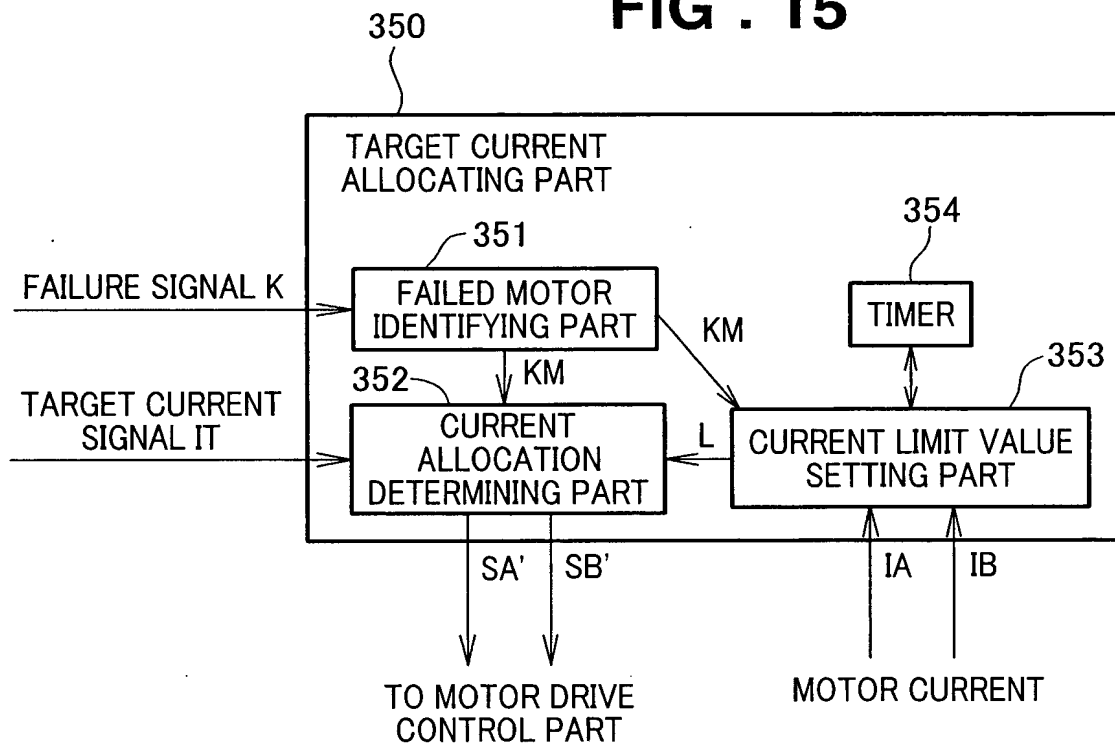 FIG . 15
350
TARGET CURRENT
ALLOCATING PART
354
351
FAILURE SIGNAL K
FAILED MOTOR
IDENTIFYING PART
TIMER
KM
353
352
KM
TARGET CURRENT
SIGNAL IT
CURRENT
ALLOCATION
DETERMINING PART
L
CURRENT LIMIT VALUE
SETTING PART
SA'
SB'
IA
IB
TO MOTOR DRIVE
CONTROL PART
MOTOR CURRENT